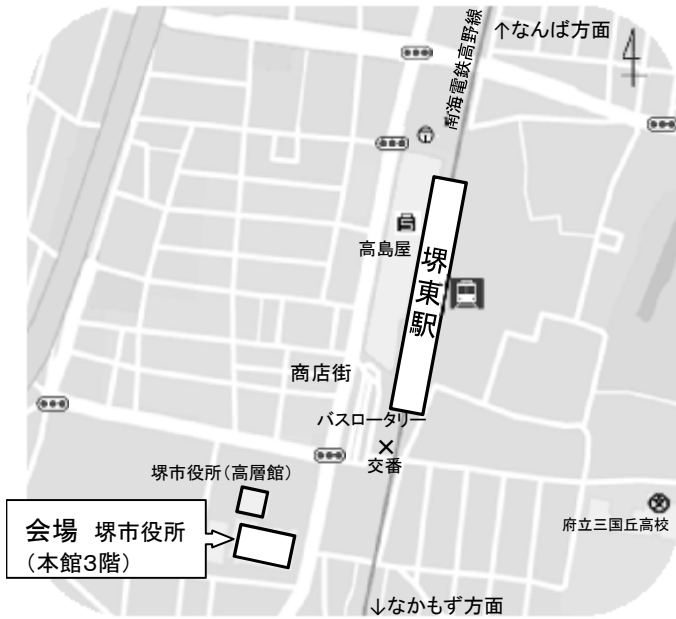 ↑なんば方面
南海電鉄高野線
高島屋
堺東駅
商店街
バスロータリー
交番
堺市役所(高層館)
会場 堺市役所
(本館3階)
府立三国丘高校
↓なかもず方面